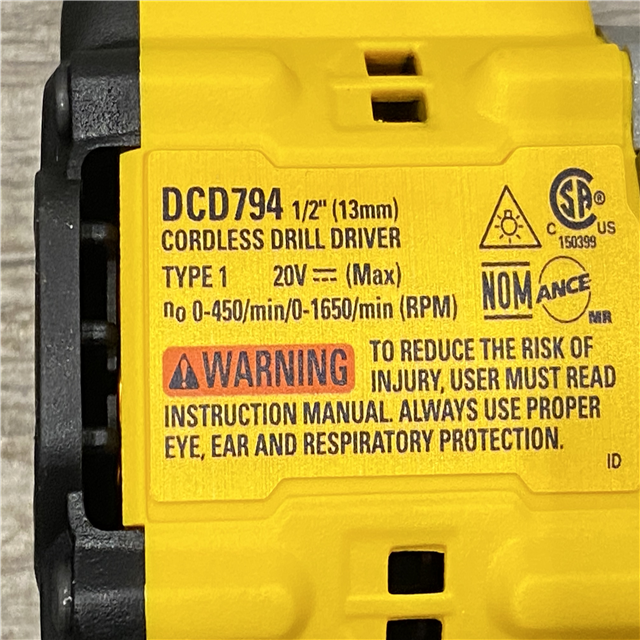 DCD794 1/2" (13mm)
CORDLESS DRILL DRIVER
TYPE 1 20V ⎓ (Max)
n₀ 0-450/min/0-1650/min (RPM)
CSA ®
C US
150399
NOM ANCE
MR
⚠WARNING TO REDUCE THE RISK OF
INJURY, USER MUST READ
INSTRUCTION MANUAL. ALWAYS USE PROPER
EYE, EAR AND RESPIRATORY PROTECTION.
ID